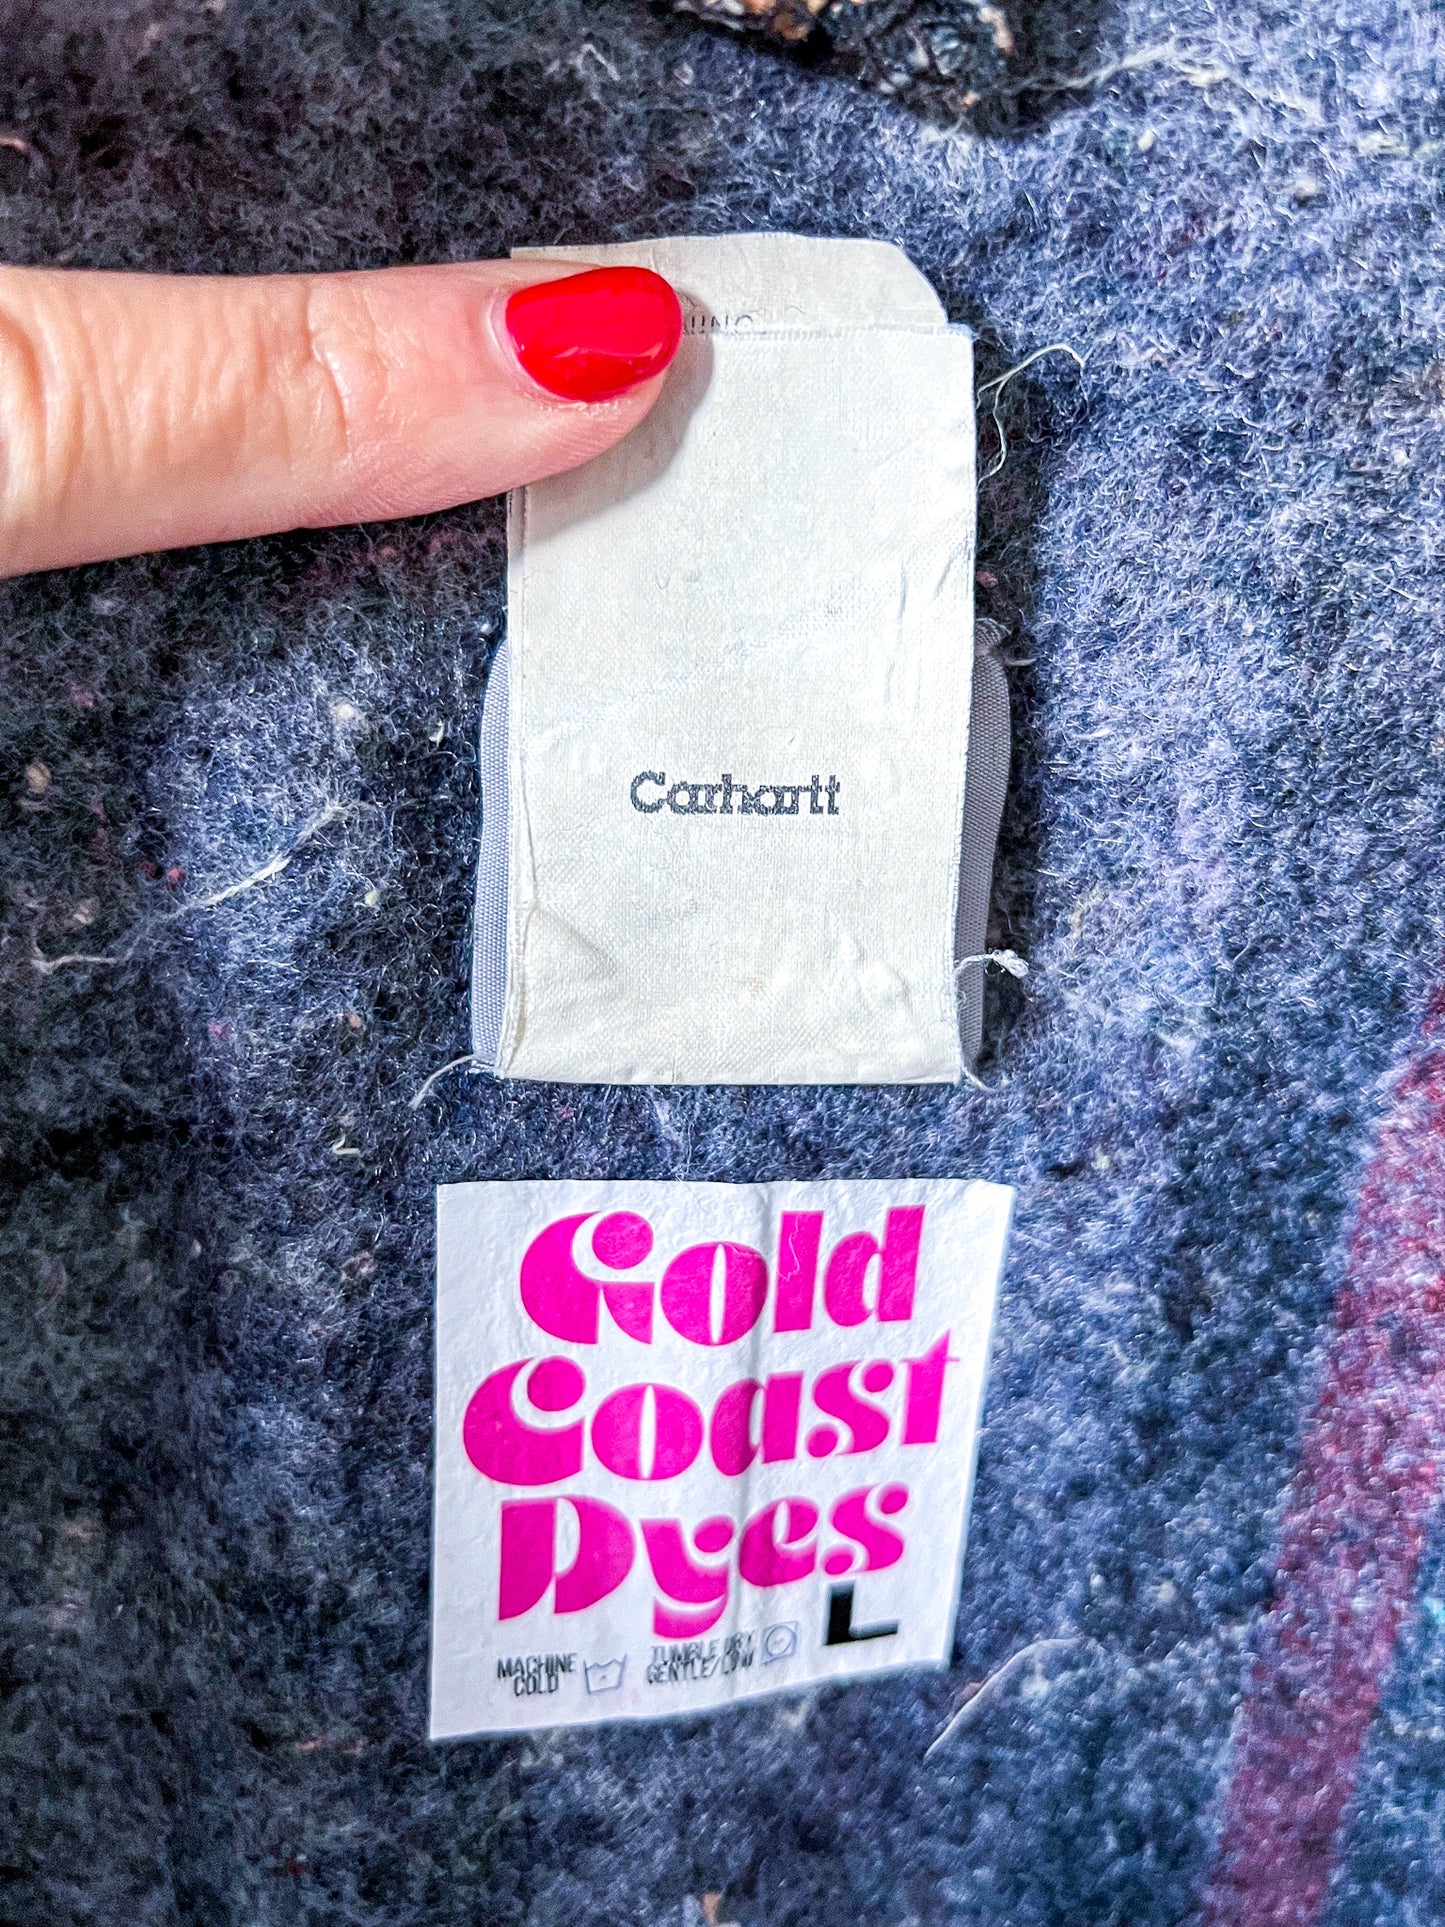 Carhartt
Gold
Coast
Dyes
L
MACHINE
COLD
TUMBLE DRY
GENTLE/LOW